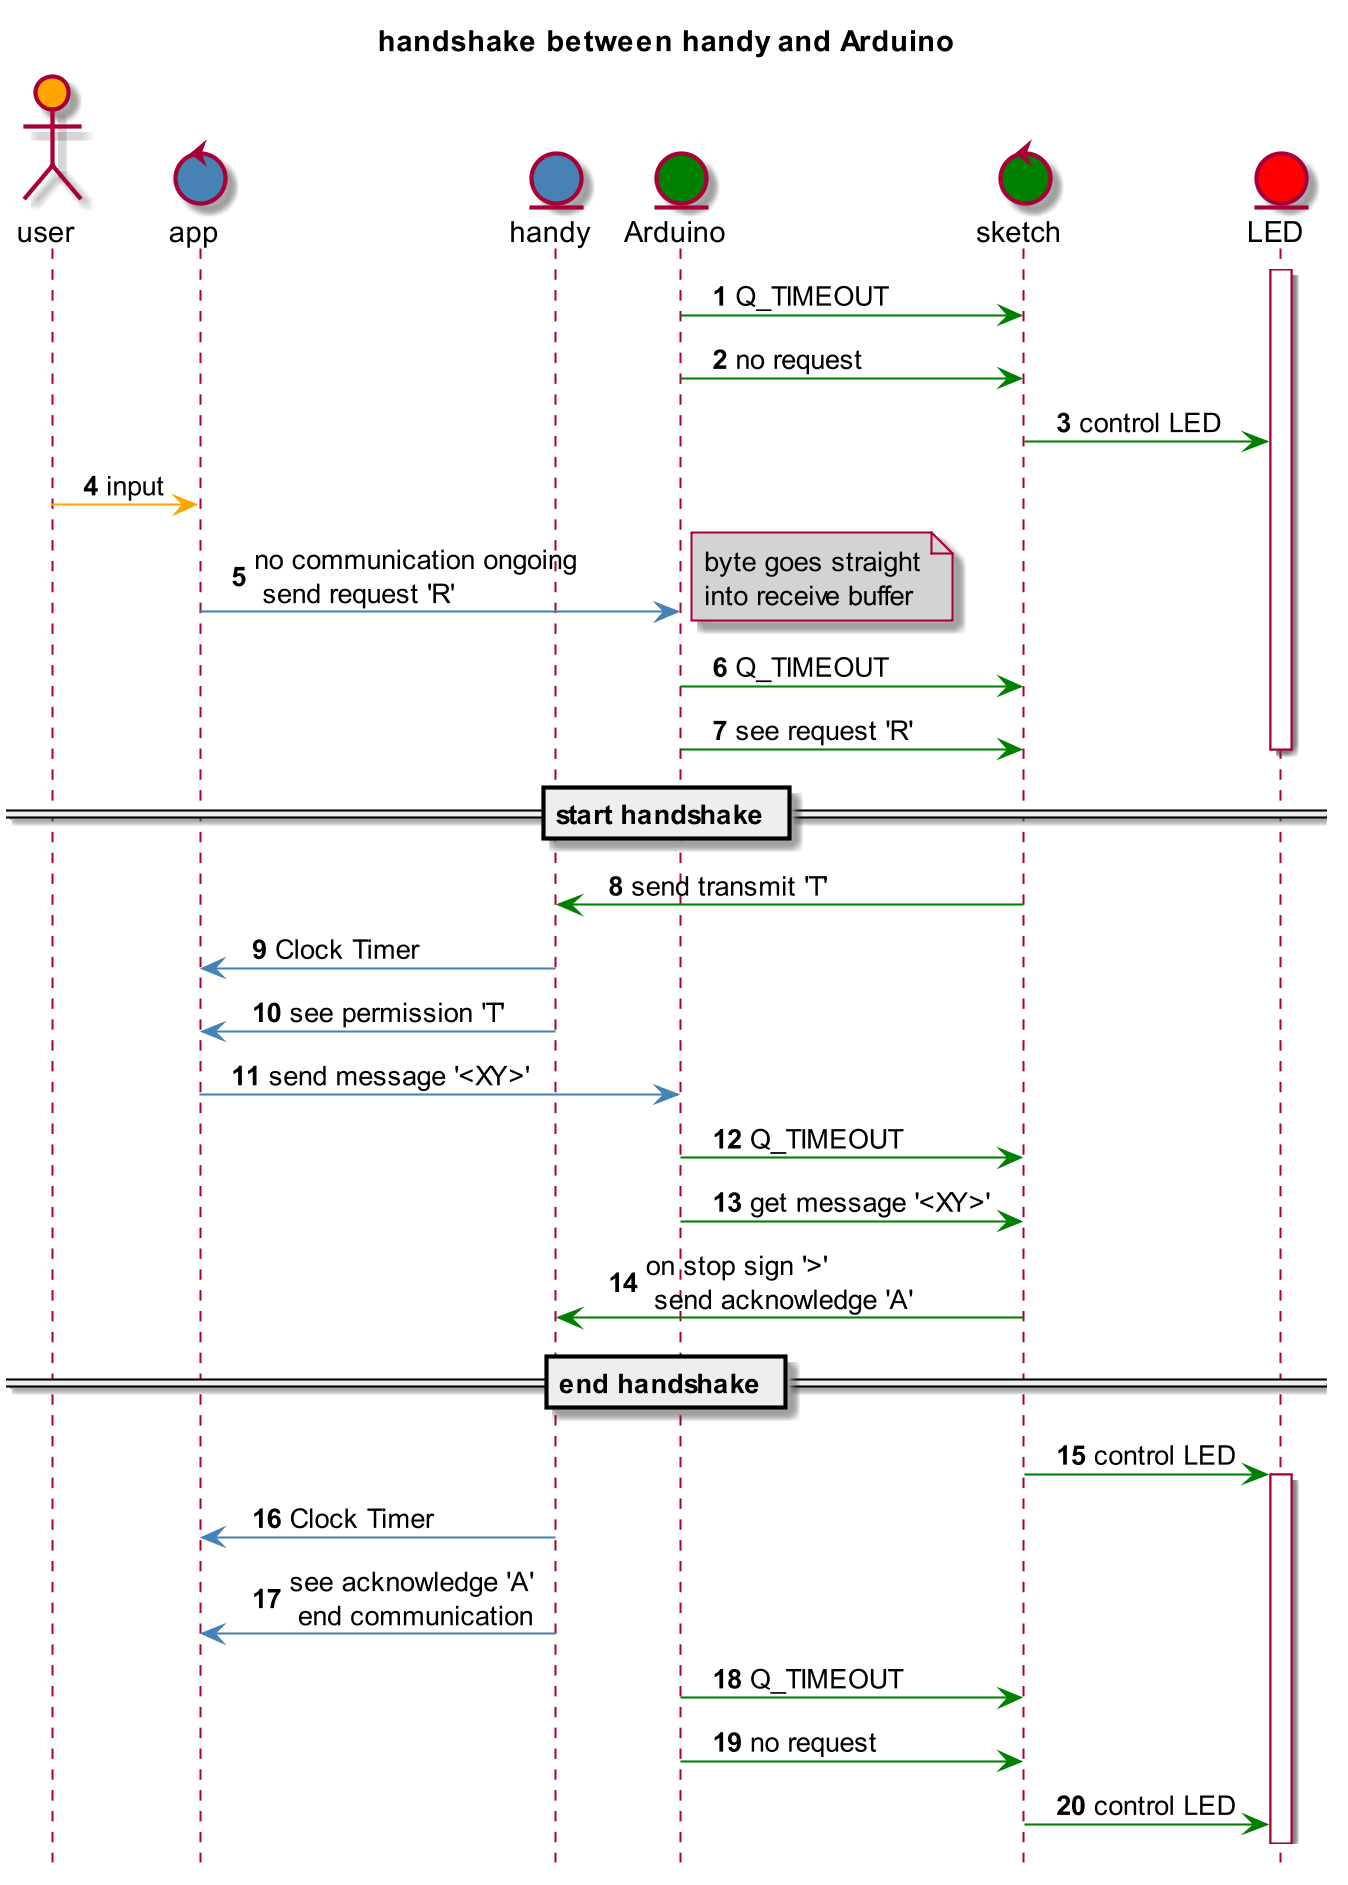 handshake between handy and Arduino
user app handy Arduino sketch LED
1 Q_TIMEOUT
2 no request
3 control LED
4 input
5 no communication ongoing
send request 'R'
byte goes straight
into receive buffer
6 Q_TIMEOUT
7 see request 'R'
start handshake
8 send transmit 'T'
9 Clock Timer
10 see permission 'T'
11 send message '<XY>'
12 Q_TIMEOUT
13 get message '<XY>'
14 on stop sign '>'
send acknowledge 'A'
end handshake
15 control LED
16 Clock Timer
17 see acknowledge 'A'
end communication
18 Q_TIMEOUT
19 no request
20 control LED